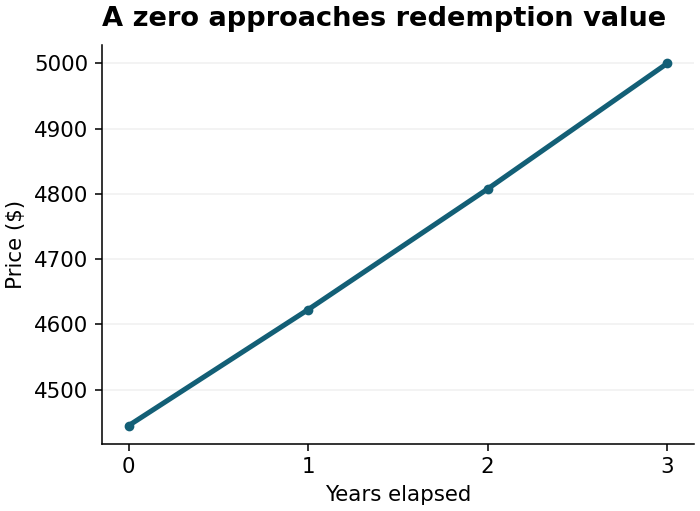 A zero approaches redemption value
5000
4900
4800
4700
4600
4500
Price ($)
0 1 2 3
Years elapsed